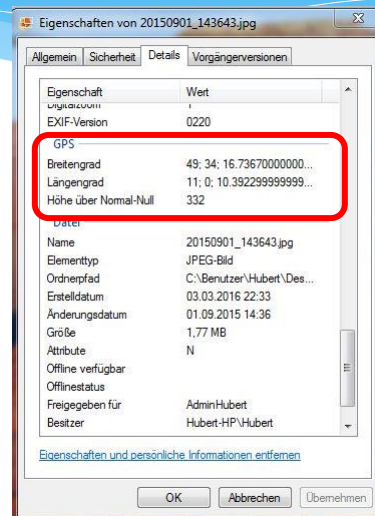 Eigenschaften von 20150901_143643.jpg
Allgemein Sicherheit Details Vorgängerversionen
Eigenschaft Wert
Digitalzoom 1
EXIF-Version 0220
GPS
Breitengrad 49; 34; 16.73670000000...
Längengrad 11; 0; 10.392299999999...
Höhe über Normal-Null 332
Datei
Name 20150901_143643.jpg
Elementtyp JPEG-Bild
Ordnerpfad C:\Benutzer\Hubert\Des...
Erstelldatum 03.03.2016 22:33
Änderungsdatum 01.09.2015 14:36
Größe 1,77 MB
Attribute N
Offline verfügbar
Offlinestatus
Freigegeben für AdminHubert
Besitzer Hubert-HP\Hubert
Eigenschaften und persönliche Informationen entfernen
OK Abbrechen Übernehmen